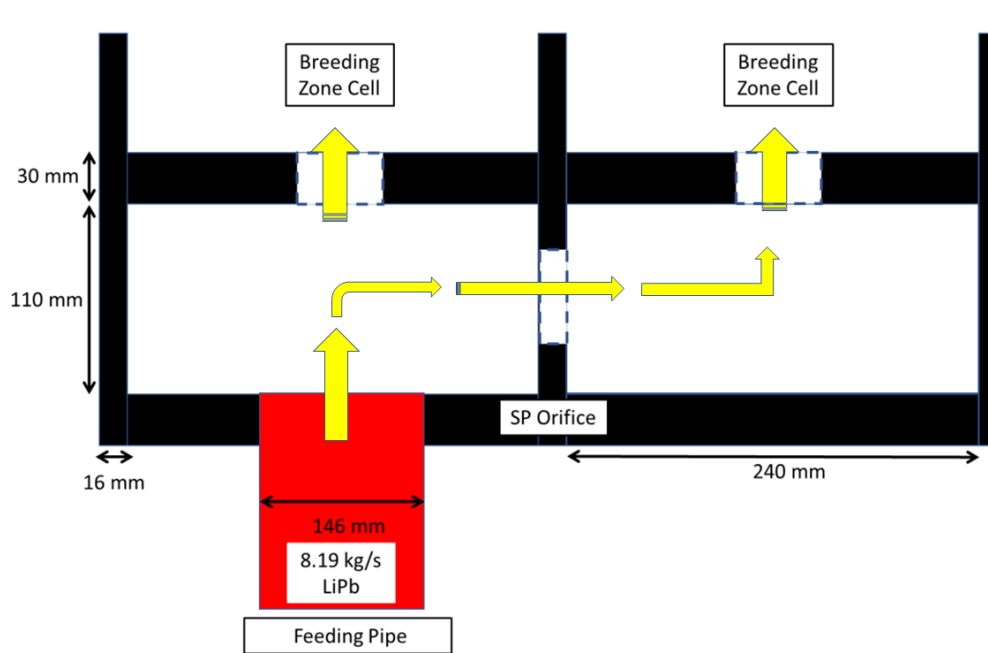 Breeding
Zone Cell
Breeding
Zone Cell
30 mm
110 mm
SP Orifice
16 mm
240 mm
146 mm
8.19 kg/s
LiPb
Feeding Pipe